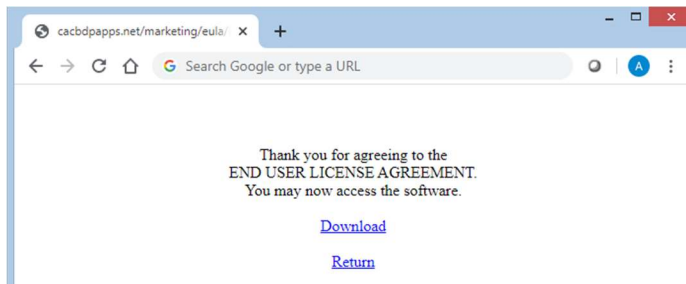 cacbdpapps.net/marketing/eula/
Search Google or type a URL
A
Thank you for agreeing to the
END USER LICENSE AGREEMENT.
You may now access the software.
Download
Return